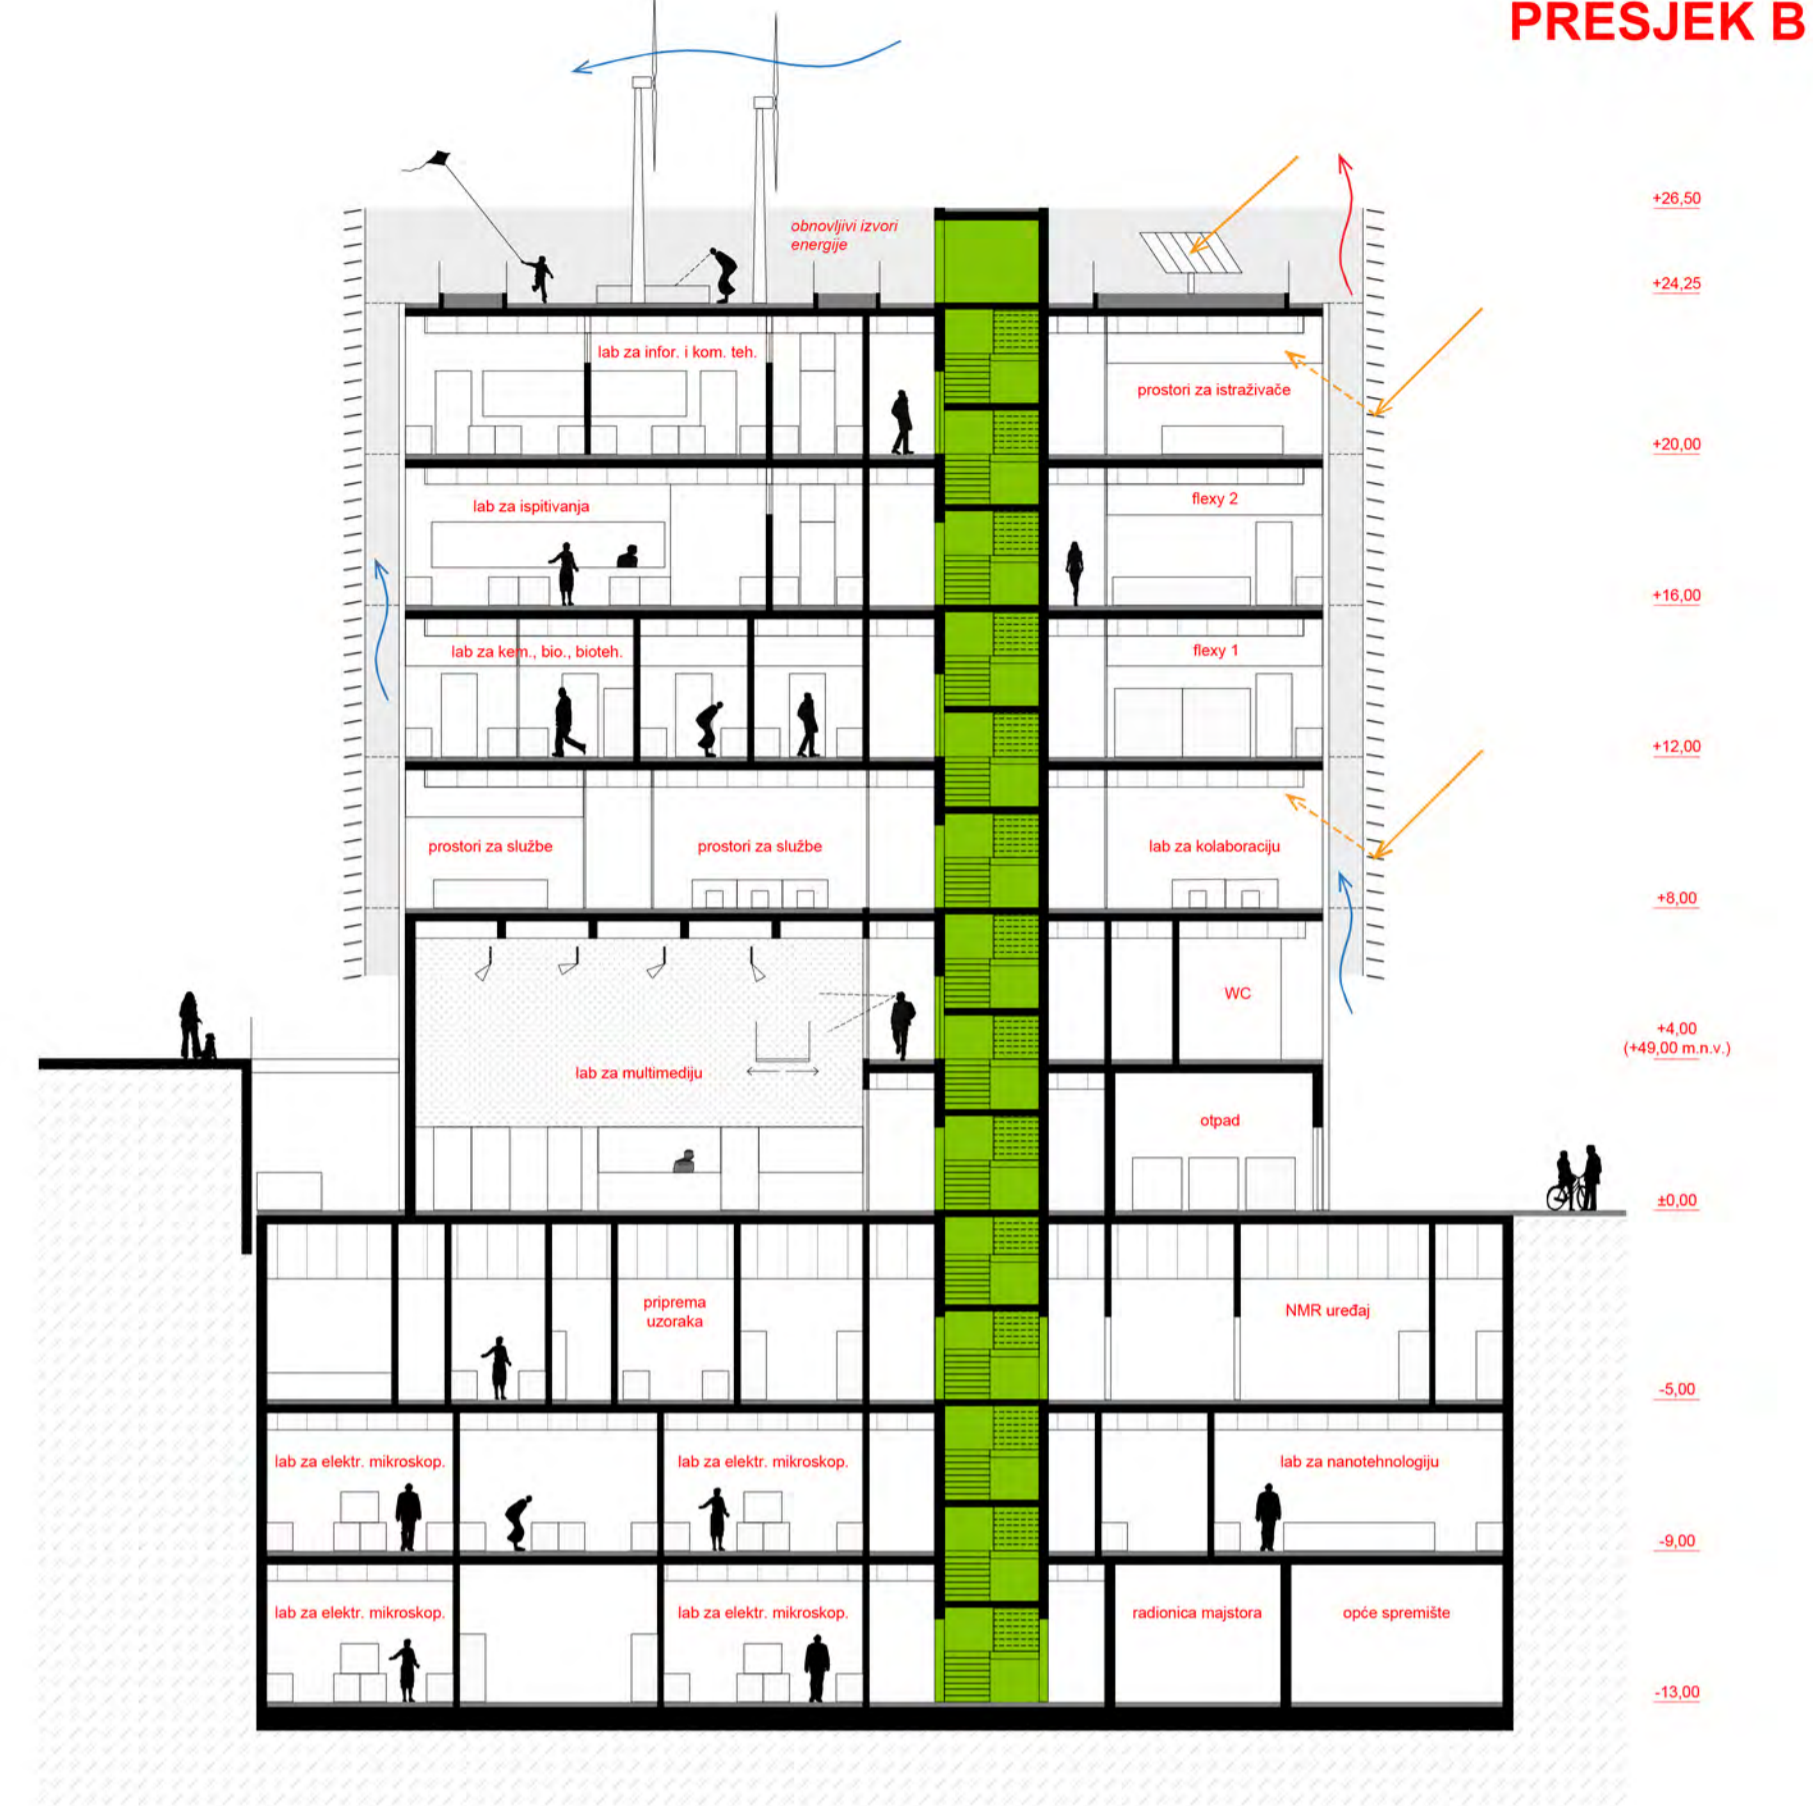 PRESJEK B
+26,50
obnovljivi izvori
energije
+24,25
lab za infor. i kom. teh.
prostori za istraživače
+20,00
lab za ispitivanja
flexy 2
+16,00
lab za kem., bio., bioteh.
flexy 1
+12,00
prostori za službe
prostori za službe
lab za kolaboraciju
+8,00
WC
+4,00
(+49,00 m.n.v.)
lab za multimediju
otpad
±0,00
priprema
uzoraka
NMR uređaj
-5,00
lab za elektr. mikroskop.
lab za elektr. mikroskop.
lab za nanotehnologiju
-9,00
lab za elektr. mikroskop.
lab za elektr. mikroskop.
radionica majstora
opće spremište
-13,00